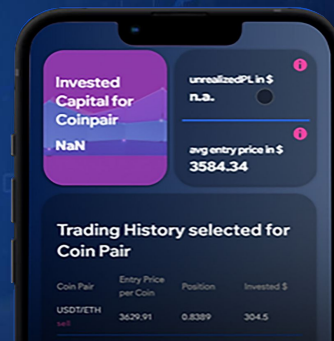 Invested
Capital for
Coinpair
NaN
unrealizedPL in $
n.a.
avg entry price in $
3584.34
Trading History selected for
Coin Pair
Coin Pair Entry Price per Coin Position Invested $
USDT/ETH 3629.91 0.8389 304.5
sell